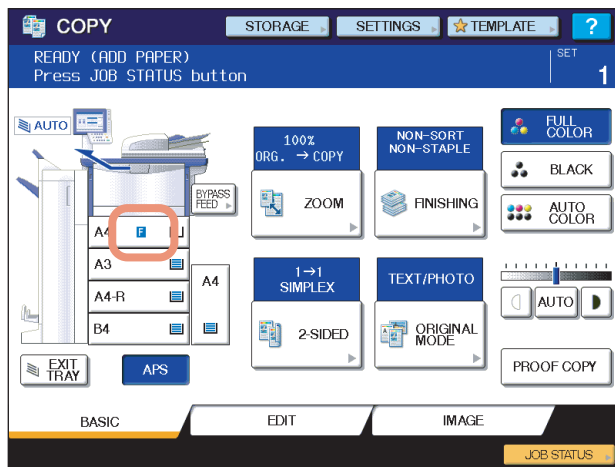 COPY
STORAGE
SETTINGS
TEMPLATE
?
READY (ADD PAPER)
Press JOB STATUS button
SET
1
AUTO
BYPASS
FEED
A4
F
A3
A4-R
B4
A4
EXIT
TRAY
APS
100%
ORG. → COPY
ZOOM
NON-SORT
NON-STAPLE
FINISHING
1→1
SIMPLEX
2-SIDED
TEXT/PHOTO
ORIGINAL
MODE
FULL
COLOR
BLACK
AUTO
COLOR
AUTO
PROOF COPY
BASIC
EDIT
IMAGE
JOB STATUS